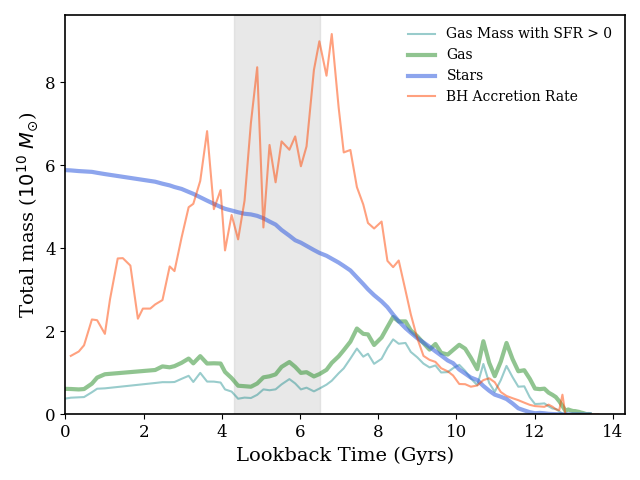 Total mass (10¹⁰ M⊙)
8
6
4
2
0
Gas Mass with SFR > 0
Gas
Stars
BH Accretion Rate
0 2 4 6 8 10 12 14
Lookback Time (Gyrs)